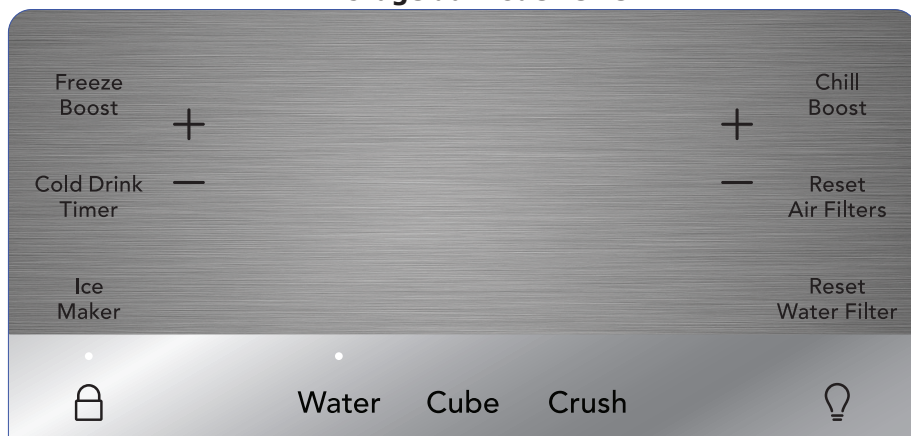 Freeze
Boost
+
Cold Drink
Timer
−
Ice
Maker
Chill
Boost
+
Reset
Air Filters
−
Reset
Water Filter
Water
Cube
Crush